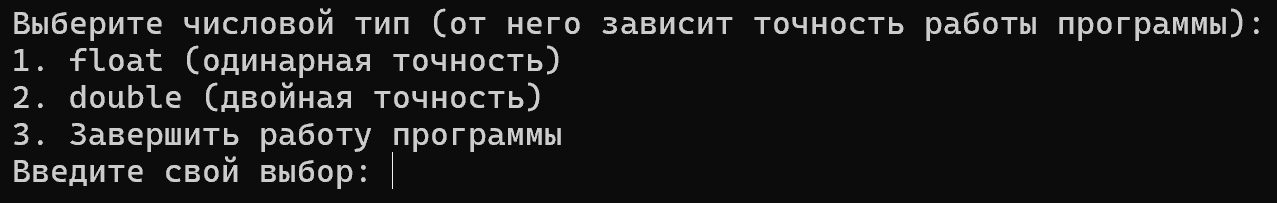 Выберите числовой тип (от него зависит точность работы программы):
1. float (одинарная точность)
2. double (двойная точность)
3. Завершить работу программы
Введите свой выбор: